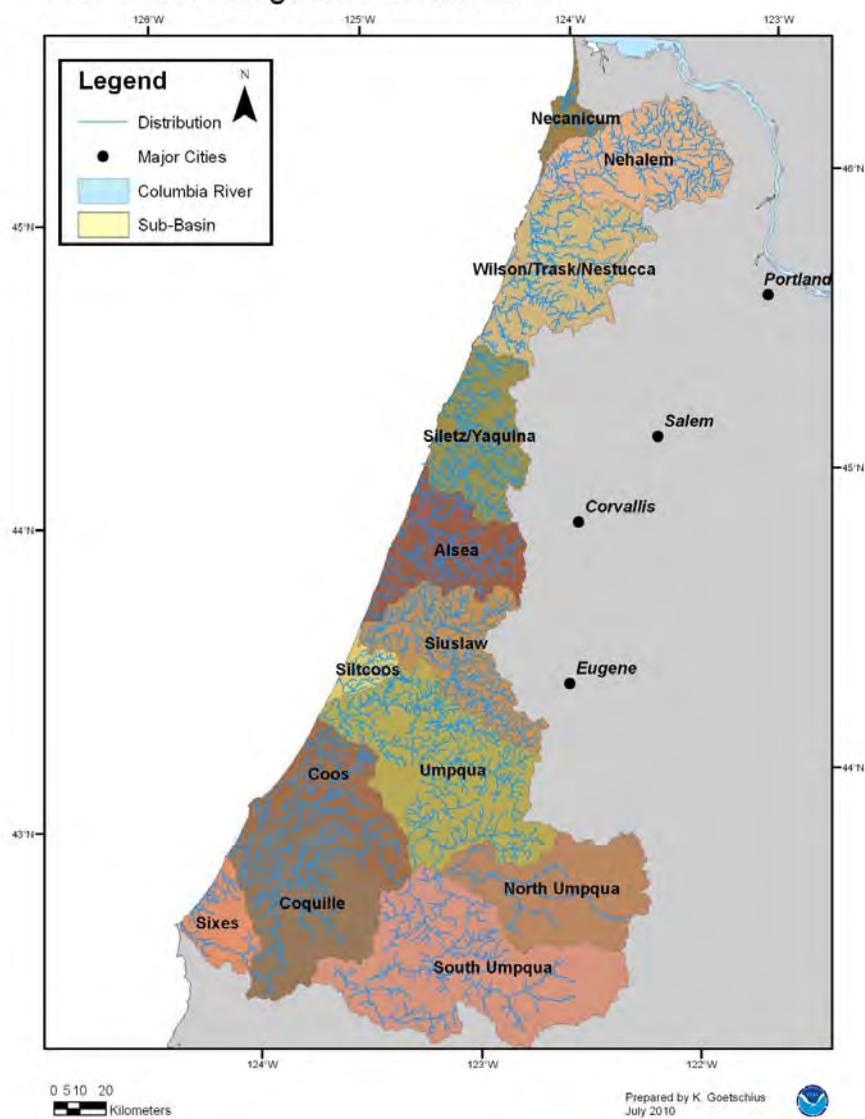 126°W
125°W
124°W
123°W
Legend
N
Distribution
Major Cities
Columbia River
Sub-Basin
Necanicum
Nehalem
46°N
45°N
Wilson/Trask/Nestucca
Portland
Siletz/Yaquina
Salem
45°N
Corvallis
44°N
Alsea
Siuslaw
Siltcoos
Eugene
Coos
Umpqua
44°N
43°N
North Umpqua
Coquille
Sixes
South Umpqua
124°W
123°W
122°W
0 5 10 20
Kilometers
Prepared by K. Goetschius
July 2010